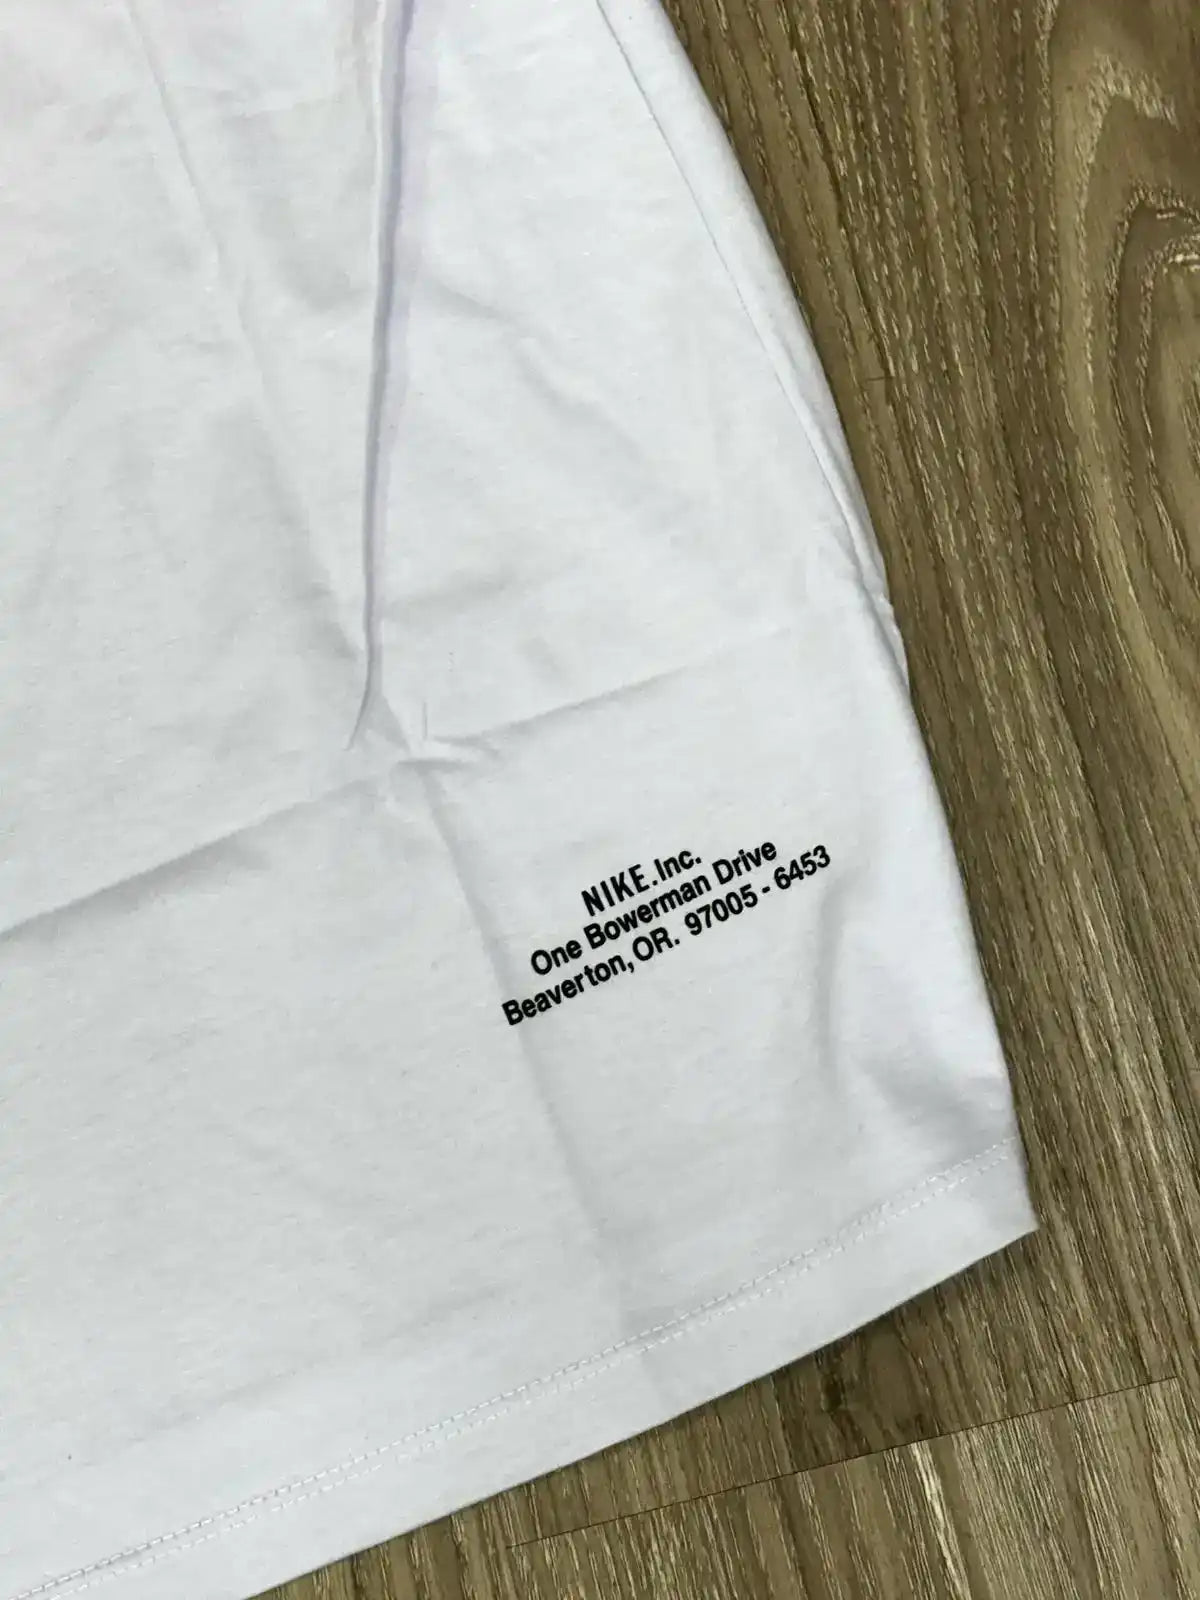 NIKE.Inc.
One Bowerman Drive
Beaverton, OR. 97005 - 6453